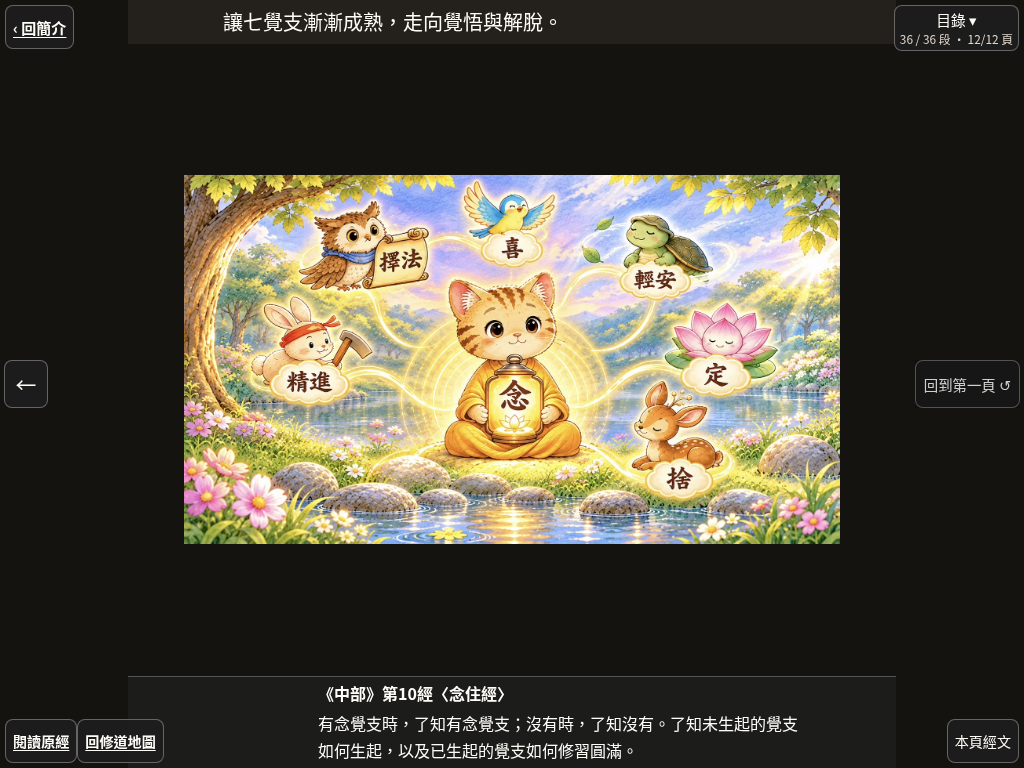 ‹ 回簡介
讓七覺支漸漸成熟，走向覺悟與解脫。
目錄 ▾
36 / 36 段 · 12/12 頁
擇法
喜
輕安
精進
念
定
捨
←
回到第一頁 ↺
《中部》第10經〈念住經〉
有念覺支時，了知有念覺支；沒有時，了知沒有。了知未生起的覺支
如何生起，以及已生起的覺支如何修習圓滿。
閱讀原經
回修道地圖
本頁經文